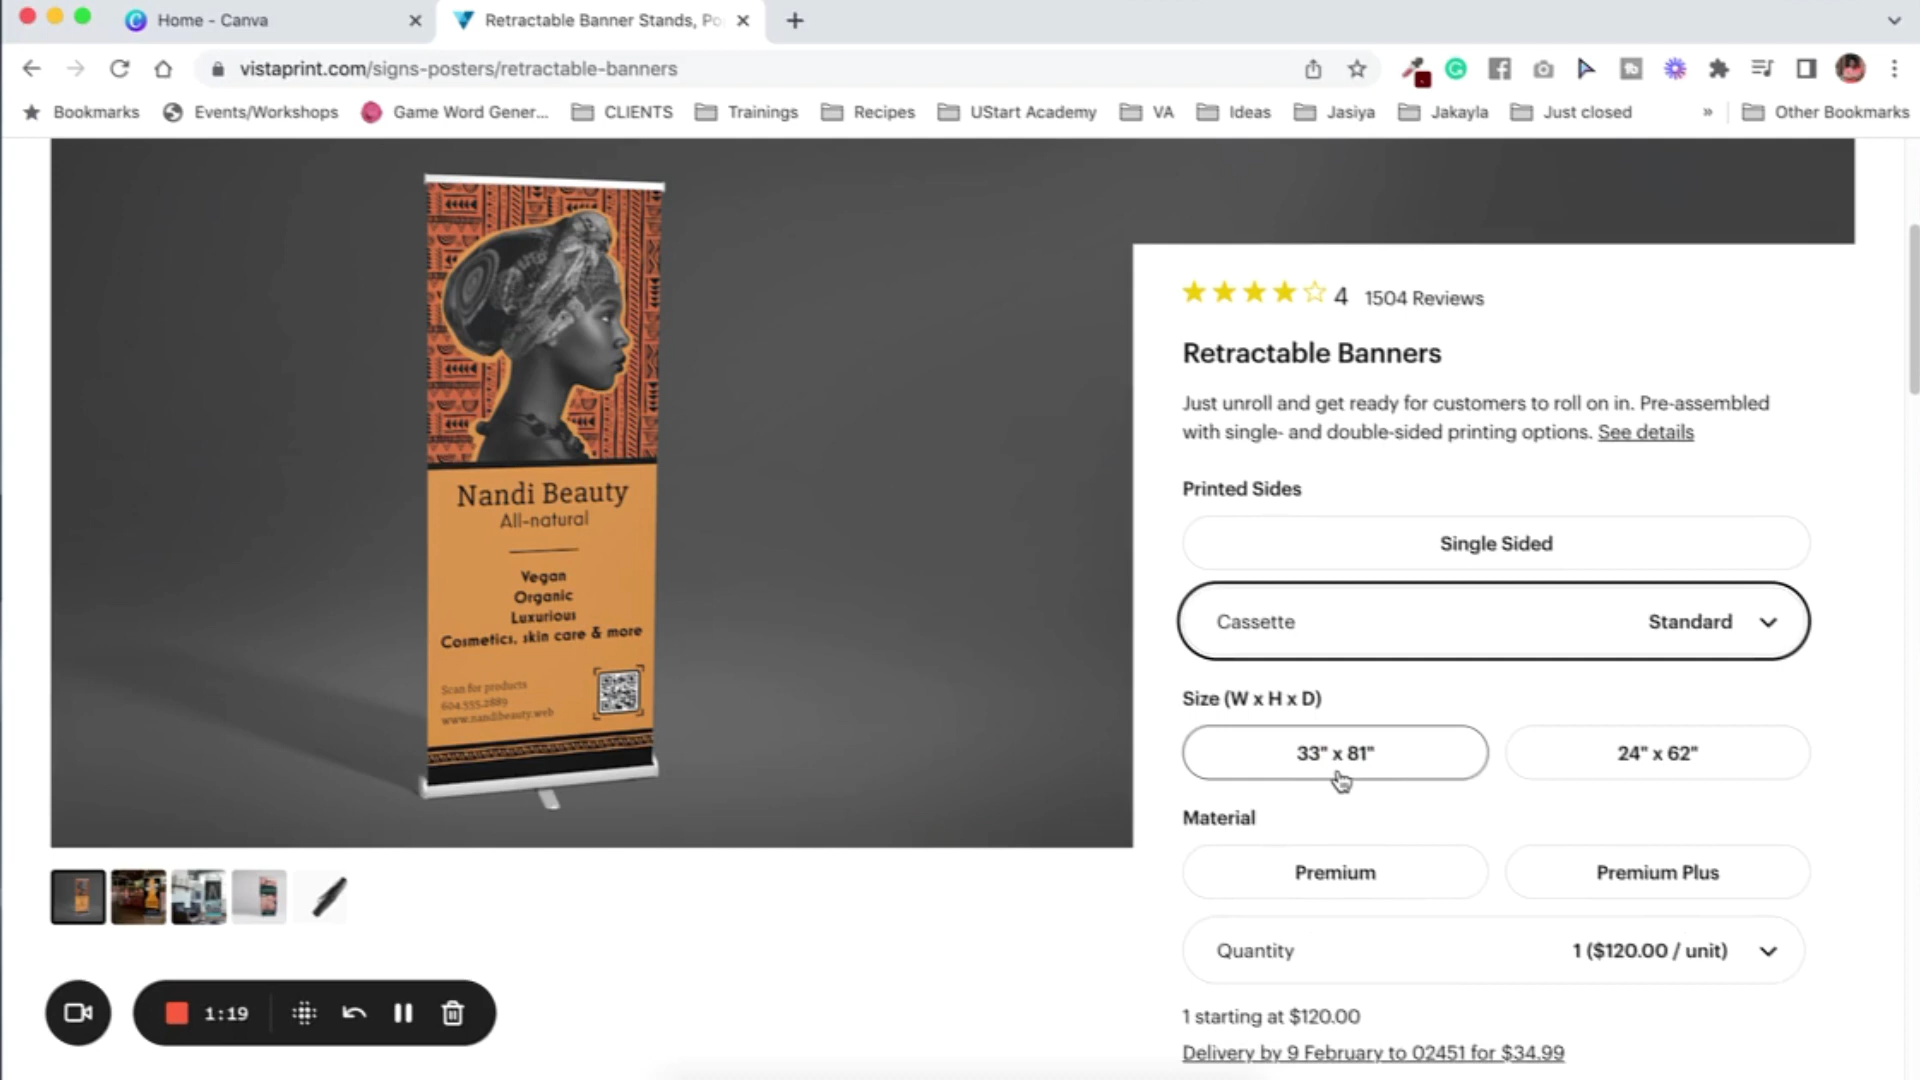 Home - Canva
Retractable Banner Stands, Po
vistaprint.com/signs-posters/retractable-banners
Bookmarks
Events/Workshops
Game Word Gener...
CLIENTS
Trainings
Recipes
UStart Academy
VA
Ideas
Jasiya
Jakayla
Just closed
»
Other Bookmarks
Nandi Beauty
All-natural
Vegan
Organic
Luxurious
Cosmetics, skin care & more
Scan for products
604.555.2889
www.nandibeauty.web
4 1504 Reviews
Retractable Banners
Just unroll and get ready for customers to roll on in. Pre-assembled
with single- and double-sided printing options. See details
Printed Sides
Single Sided
Cassette Standard
Size (W x H x D)
33" x 81" 24" x 62"
Material
Premium Premium Plus
Quantity 1 ($120.00 / unit)
1 starting at $120.00
Delivery by 9 February to 02451 for $34.99
1:19